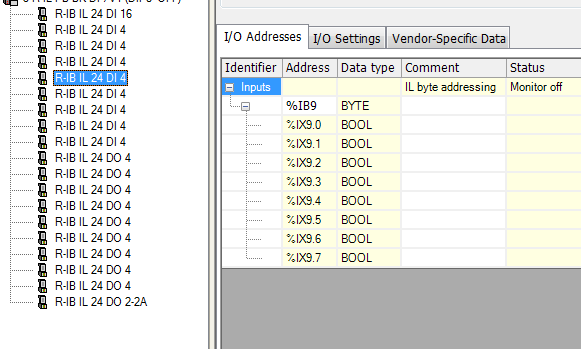 R-IB IL 24 DI 16
R-IB IL 24 DI 4
R-IB IL 24 DI 4
R-IB IL 24 DI 4
R-IB IL 24 DI 4
R-IB IL 24 DI 4
R-IB IL 24 DI 4
R-IB IL 24 DI 4
R-IB IL 24 DI 4
R-IB IL 24 DO 4
R-IB IL 24 DO 4
R-IB IL 24 DO 4
R-IB IL 24 DO 4
R-IB IL 24 DO 4
R-IB IL 24 DO 4
R-IB IL 24 DO 4
R-IB IL 24 DO 4
R-IB IL 24 DO 4
R-IB IL 24 DO 2-2A
I/O Addresses I/O Settings Vendor-Specific Data
Identifier Address Data type Comment Status
Inputs IL byte addressing Monitor off
%IB9 BYTE
%IX9.0 BOOL
%IX9.1 BOOL
%IX9.2 BOOL
%IX9.3 BOOL
%IX9.4 BOOL
%IX9.5 BOOL
%IX9.6 BOOL
%IX9.7 BOOL